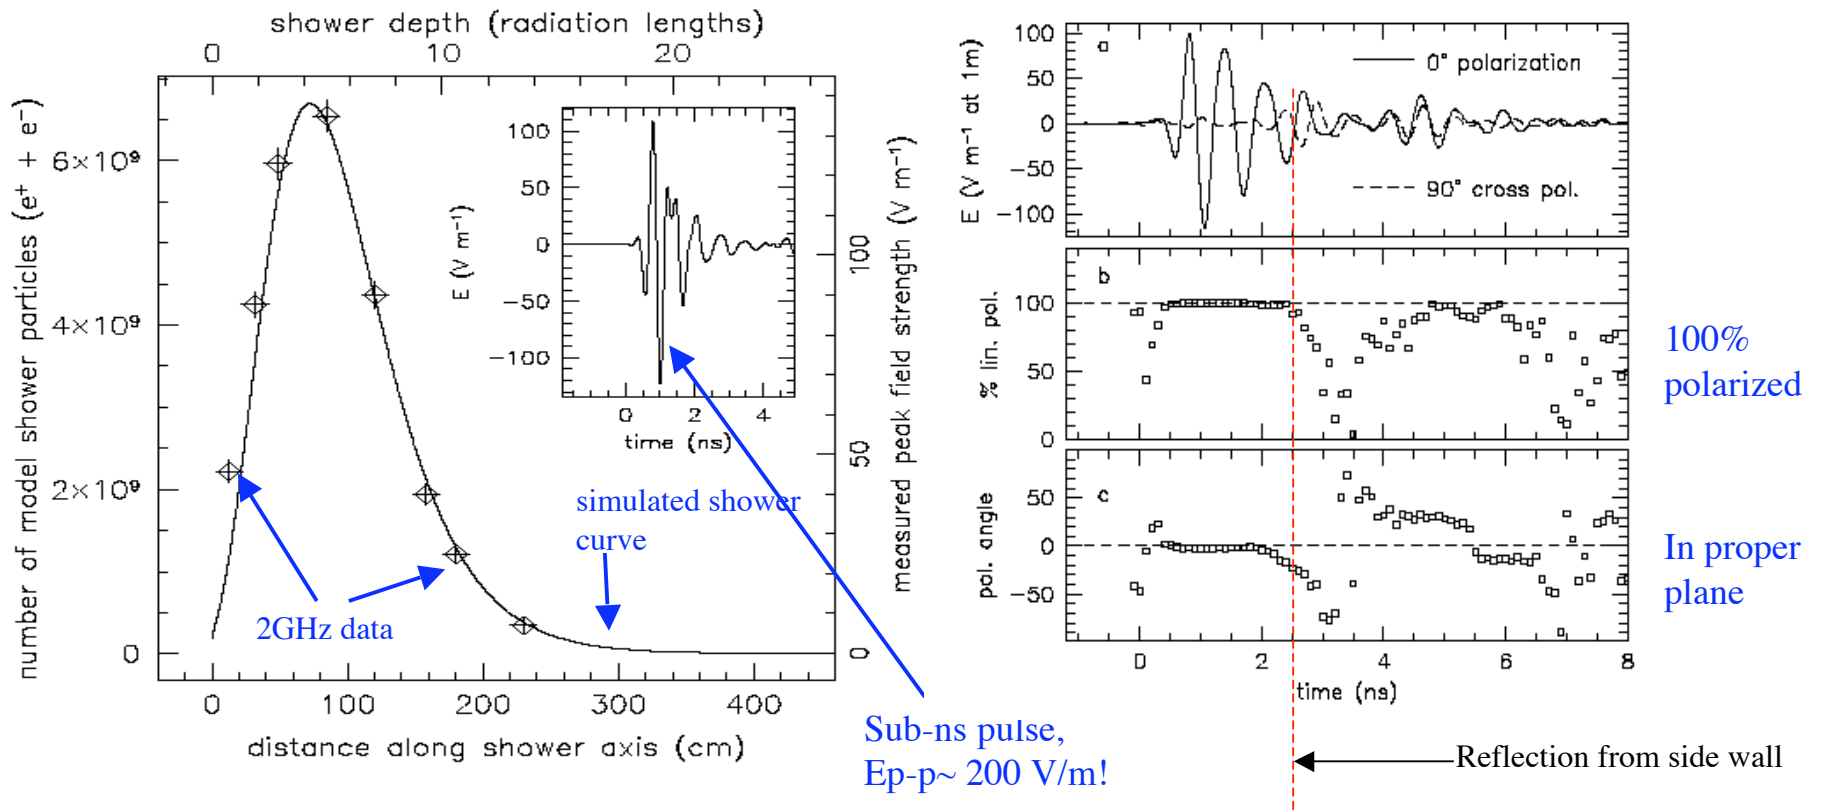 shower depth (radiation lengths)
0 10 20
number of model shower particles (e⁺ + e⁻)
6×10⁹
4×10⁹
2×10⁹
0
0 100 200 300 400
distance along shower axis (cm)
measured peak field strength (V m⁻¹)
100
50
0
E (V m⁻¹)
100
50
0
−50
−100
0 2 4
time (ns)
simulated shower
curve
2GHz data
Sub-ns pulse,
Ep-p~ 200 V/m!
E (V m⁻¹ at 1m)
100
50
0
−50
−100
a
0° polarization
90° cross pol.
% lin. pol.
100
50
0
b
100%
polarized
pol. angle
50
0
−50
c
In proper
plane
0 2 4 6 8
time (ns)
Reflection from side wall